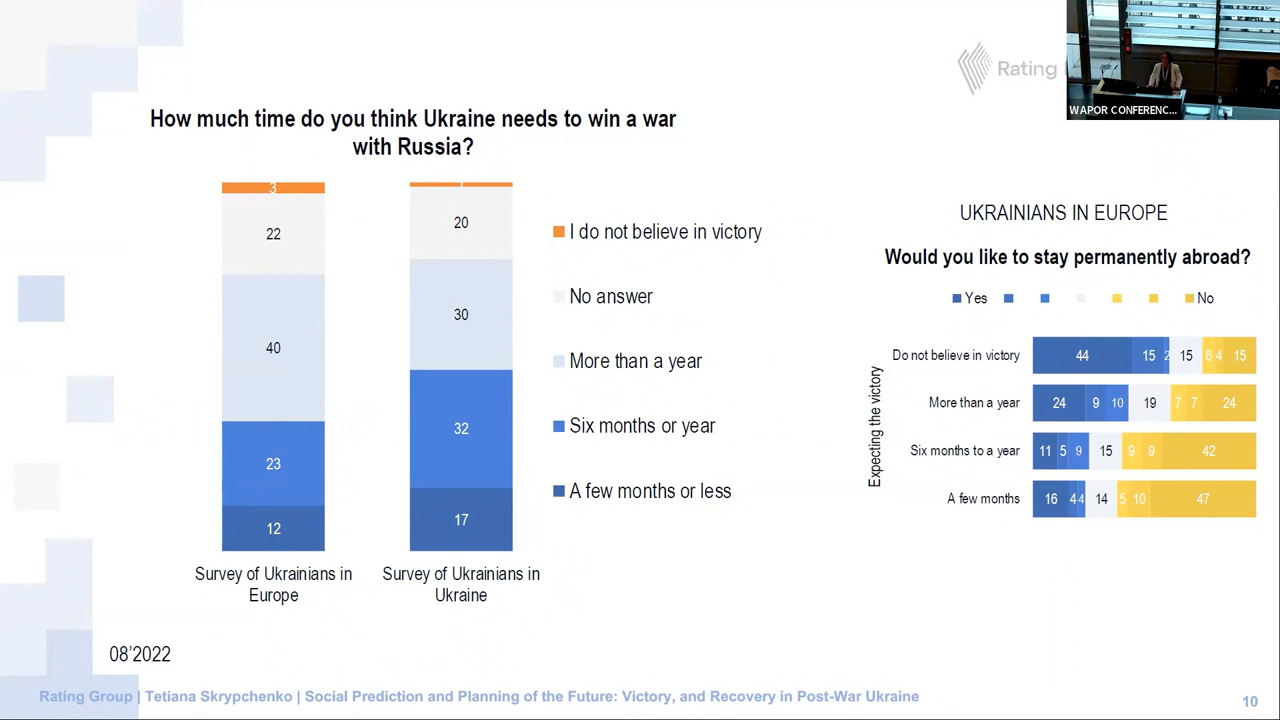 Rating
WAPOR CONFERENC...
How much time do you think Ukraine needs to win a war
with Russia?
3
22
40
23
12
20
30
32
17
I do not believe in victory
No answer
More than a year
Six months or year
A few months or less
Survey of Ukrainians in
Europe
Survey of Ukrainians in
Ukraine
UKRAINIANS IN EUROPE
Would you like to stay permanently abroad?
Yes No
Expecting the victory
Do not believe in victory 44 15 2 15 6 4 15
More than a year 24 9 10 19 7 7 24
Six months to a year 11 5 9 15 9 9 42
A few months 16 4 4 14 5 10 47
08’2022
Rating Group | Tetiana Skrypchenko | Social Prediction and Planning of the Future: Victory, and Recovery in Post-War Ukraine
10